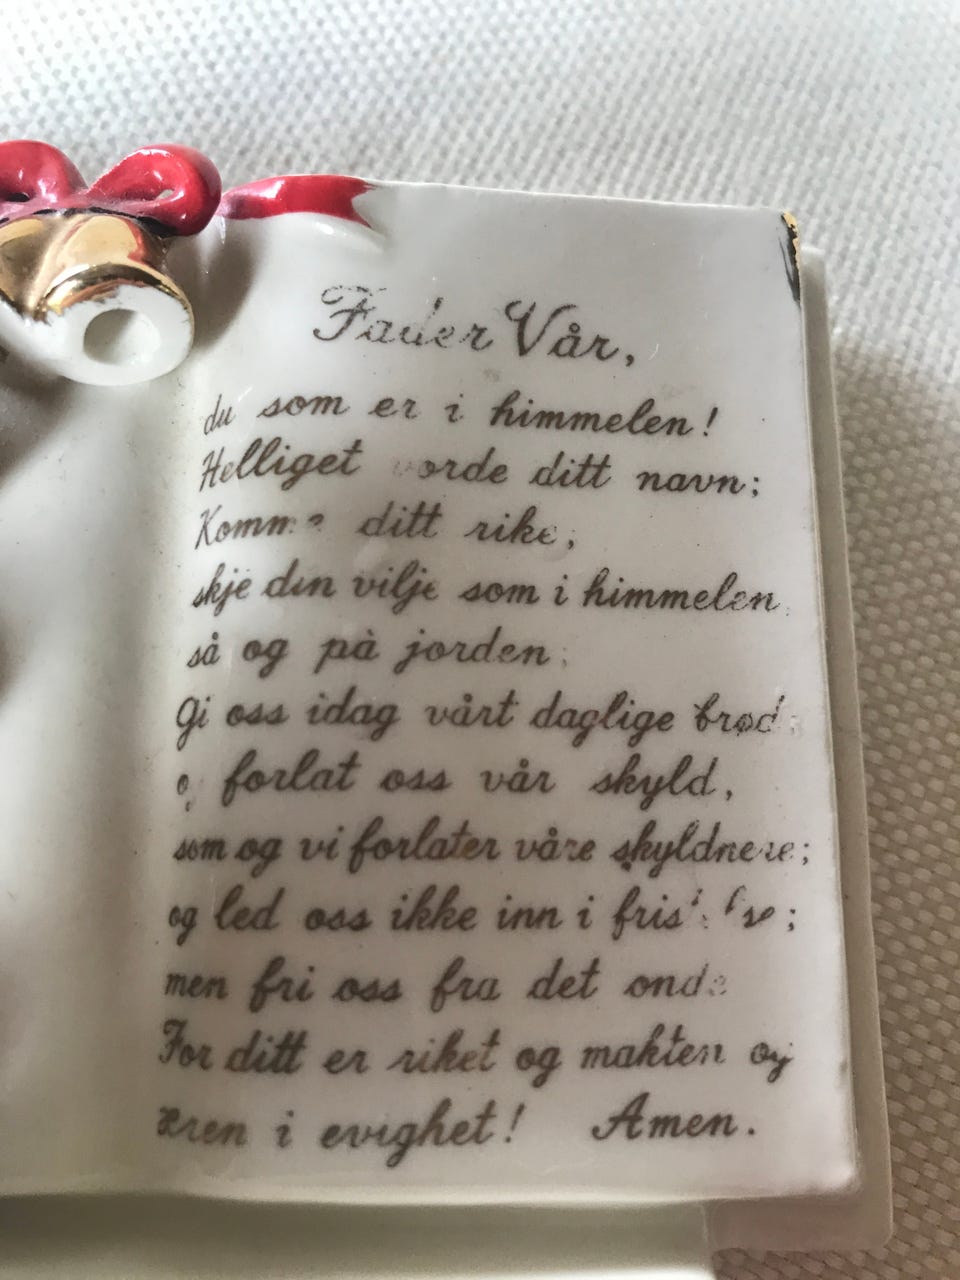 Fader Vår,
du som er i himmelen!
Helliget vorde ditt navn;
Komme ditt rike;
skje din vilje som i himmelen
så og på jorden;
Gi oss idag vårt daglige brød;
og forlat oss vår skyld,
som og vi forlater våre skyldnere;
og led oss ikke inn i fristelse;
men fri oss fra det onde
For ditt er riket og makten og
æren i evighet! Amen.